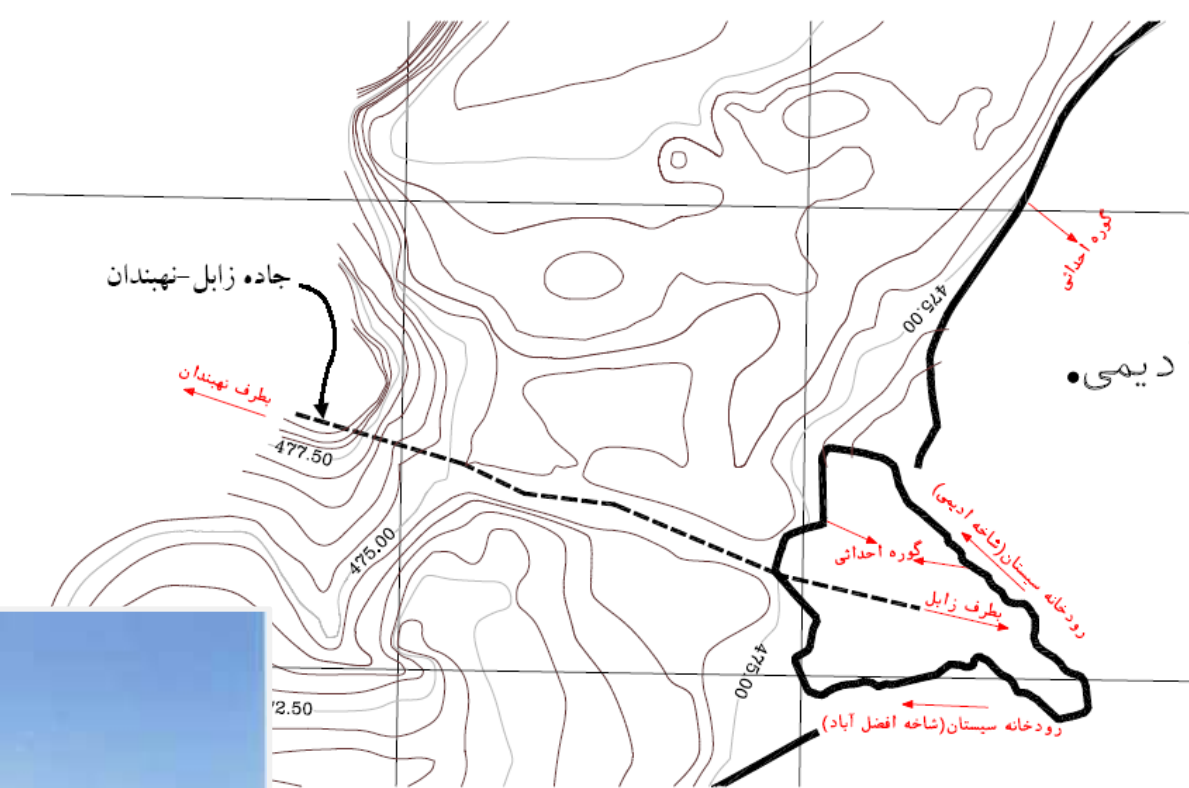 گوره احداثی
جاده زابل-نهبندان
475.00
دیمی
بطرف نهبندان
477.50
رودخانه سیستان(شاخه ادیمی)
475.00
گوره احداثی
بطرف زابل
475.00
2.50
رودخانه سیستان(شاخه افضل آباد)